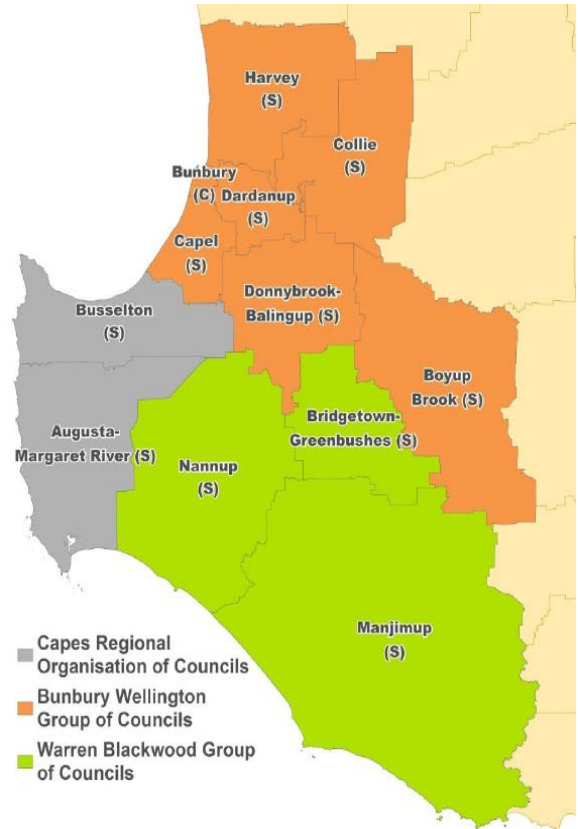 Harvey
(S)
Collie
(S)
Bunbury
(C)
Dardanup
(S)
Capel
(S)
Donnybrook-
Balingup (S)
Busselton
(S)
Boyup
Brook (S)
Bridgetown-
Greenbushes (S)
Augusta-
Margaret River (S)
Nannup
(S)
Manjimup
(S)
Capes Regional
Organisation of Councils
Bunbury Wellington
Group of Councils
Warren Blackwood Group
of Councils